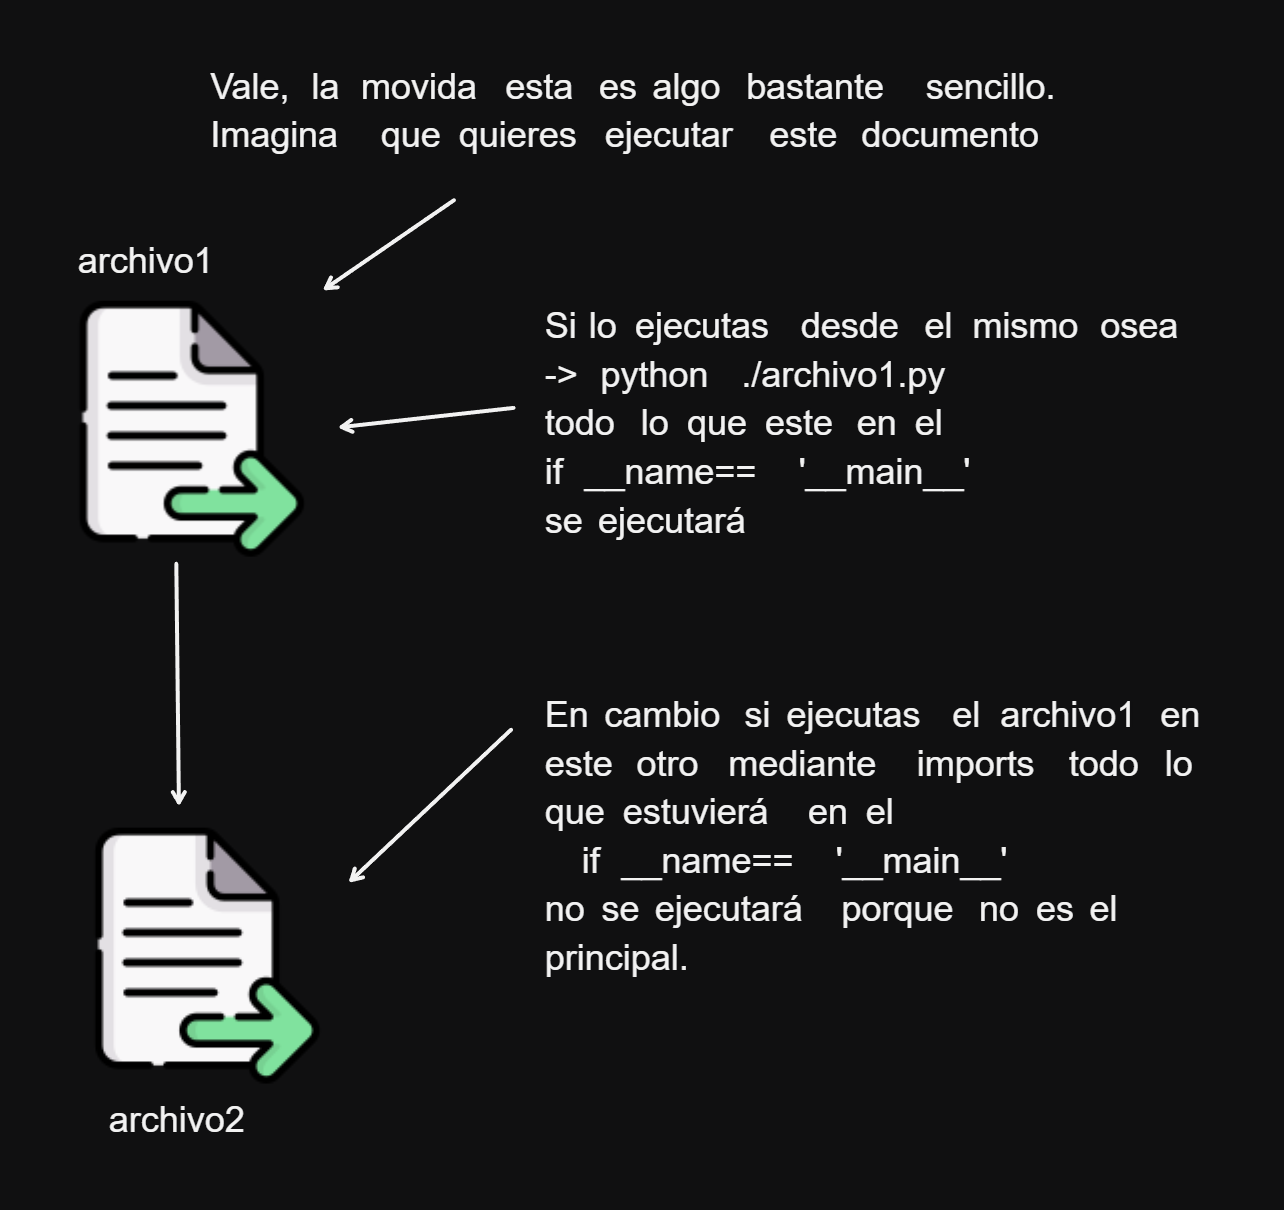 Vale, la movida esta es algo bastante sencillo.
Imagina que quieres ejecutar este documento
archivo1
Si lo ejecutas desde el mismo osea
-> python ./archivo1.py
todo lo que este en el
if __name== '__main__'
se ejecutará
En cambio si ejecutas el archivo1 en
este otro mediante imports todo lo
que estuvierá en el
if __name== '__main__'
no se ejecutará porque no es el
principal.
archivo2